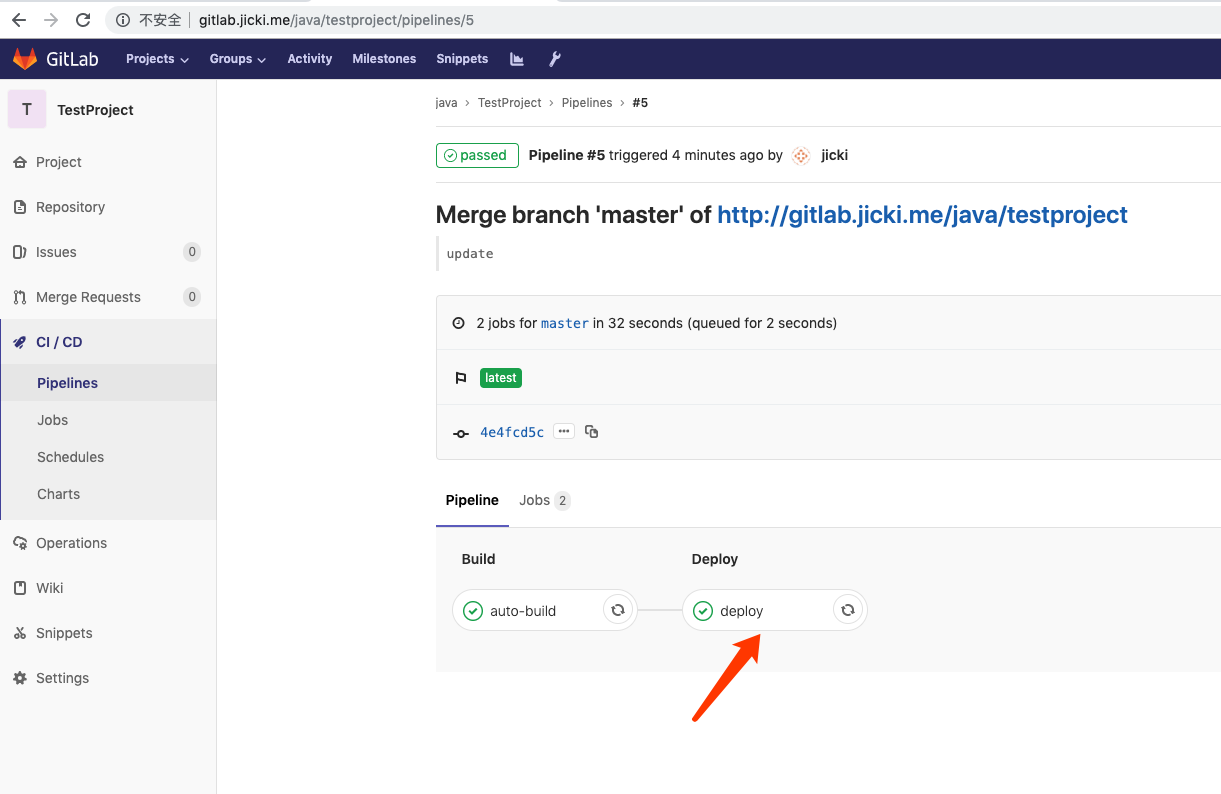 不安全 gitlab.jicki.me/java/testproject/pipelines/5
GitLab Projects Groups Activity Milestones Snippets
T TestProject
Project
Repository
Issues 0
Merge Requests 0
CI / CD
Pipelines
Jobs
Schedules
Charts
Operations
Wiki
Snippets
Settings
java › TestProject › Pipelines › #5
passed Pipeline #5 triggered 4 minutes ago by jicki
Merge branch 'master' of http://gitlab.jicki.me/java/testproject
update
2 jobs for master in 32 seconds (queued for 2 seconds)
latest
4e4fcd5c ···
Pipeline Jobs 2
Build Deploy
auto-build deploy